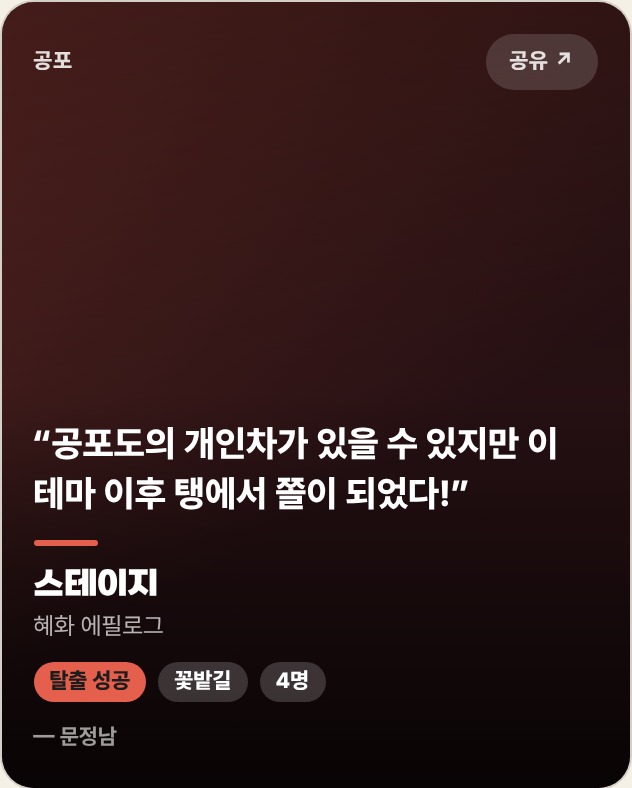 공포
공유 ↗
“공포도의 개인차가 있을 수 있지만 이
테마 이후 탱에서 쫄이 되었다!”
스테이지
혜화 에필로그
탈출 성공 꽃밭길 4명
— 문정남